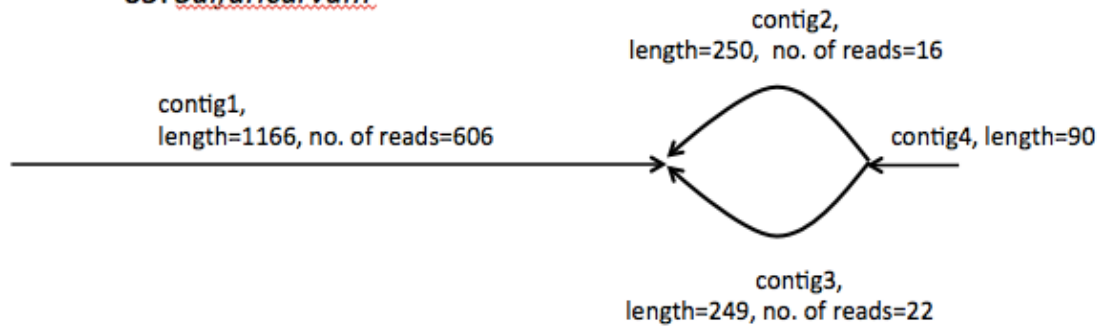 contig2,
length=250, no. of reads=16
contig1,
length=1166, no. of reads=606
contig4, length=90
contig3,
length=249, no. of reads=22